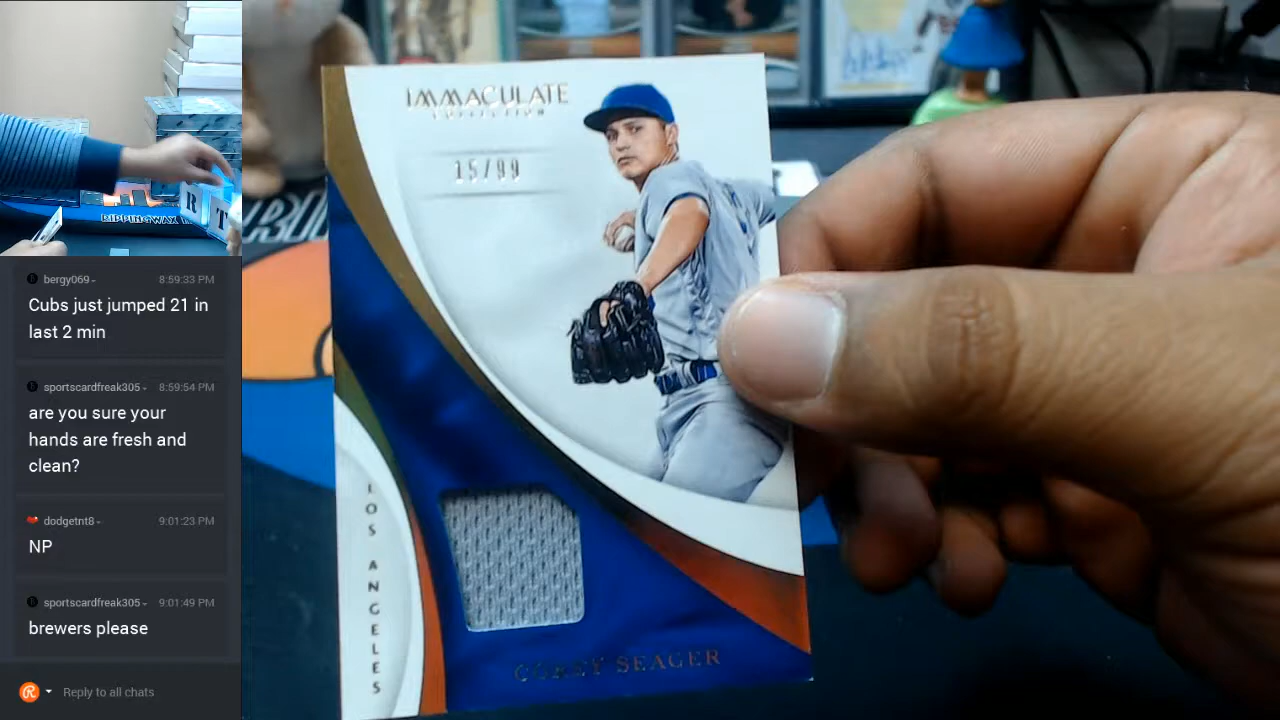 RIPPINGWAX
R
T
bergy069
8:59:33 PM
Cubs just jumped 21 in
last 2 min
sportscardfreak305
8:59:54 PM
are you sure your
hands are fresh and
clean?
dodgetnt8
9:01:23 PM
NP
sportscardfreak305
9:01:49 PM
brewers please
Reply to all chats
IMMACULATE
COLLECTION
15/99
LOS ANGELES
COREY SEAGER